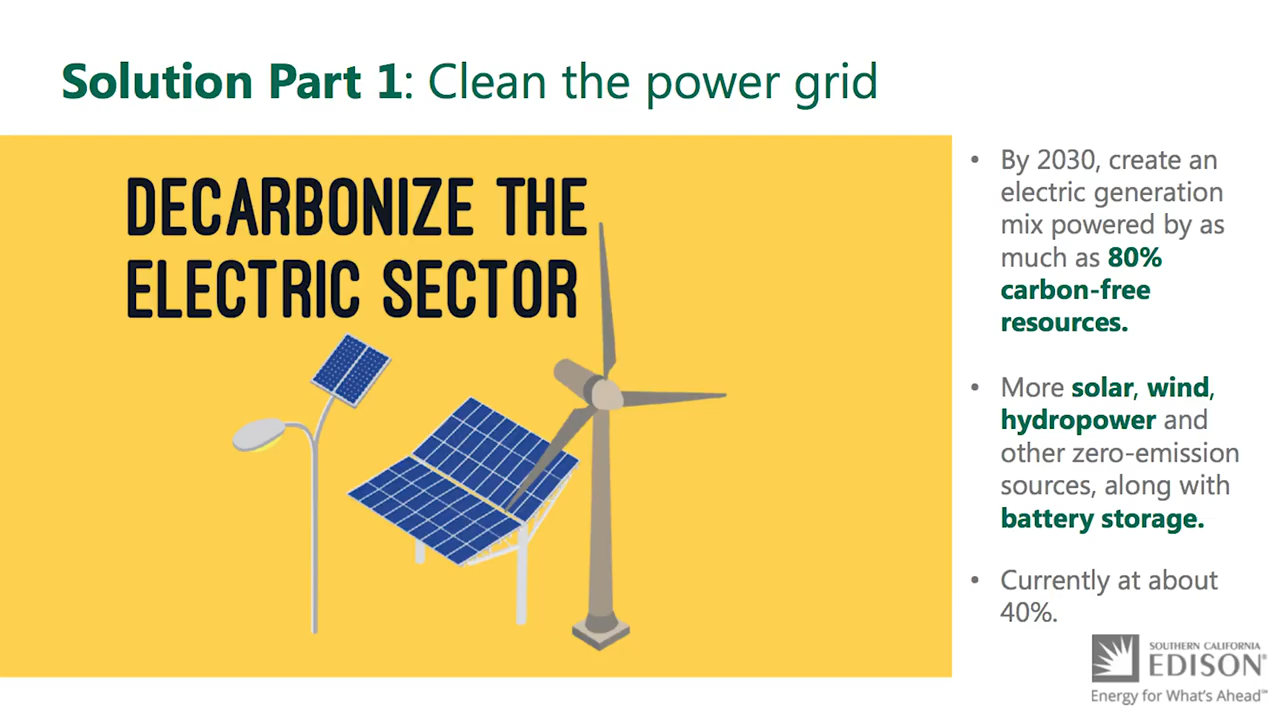 Solution Part 1: Clean the power grid
DECARBONIZE THE
ELECTRIC SECTOR
• By 2030, create an
electric generation
mix powered by as
much as 80%
carbon-free
resources.
• More solar, wind,
hydropower and
other zero-emission
sources, along with
battery storage.
• Currently at about
40%.
SOUTHERN CALIFORNIA
EDISON®
Energy for What's Ahead℠